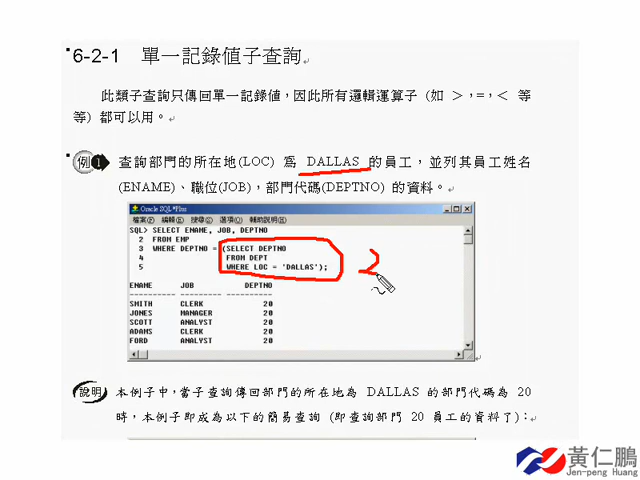 6-2-1 單一記錄值子查詢
此類子查詢只傳回單一記錄值，因此所有邏輯運算子 (如 >，=，< 等
等) 都可以用。
例1 查詢部門的所在地(LOC) 為 DALLAS 的員工，並列其員工姓名
(ENAME)、職位(JOB)，部門代碼(DEPTNO) 的資料。
Oracle SQL*Plus
檔案(F) 編輯(E) 搜尋(S) 選項(O) 輔助說明(H)
SQL> SELECT ENAME, JOB, DEPTNO
2 FROM EMP
3 WHERE DEPTNO = (SELECT DEPTNO
4 FROM DEPT
5 WHERE LOC = 'DALLAS');
2
ENAME JOB DEPTNO
---------- --------- ----------
SMITH CLERK 20
JONES MANAGER 20
SCOTT ANALYST 20
ADAMS CLERK 20
FORD ANALYST 20
說明 本例子中，當子查詢傳回部門的所在地為 DALLAS 的部門代碼為 20
時，本例子即成為以下的簡易查詢 (即查詢部門 20 員工的資料了)：
黃仁鵬
Jen-peng Huang